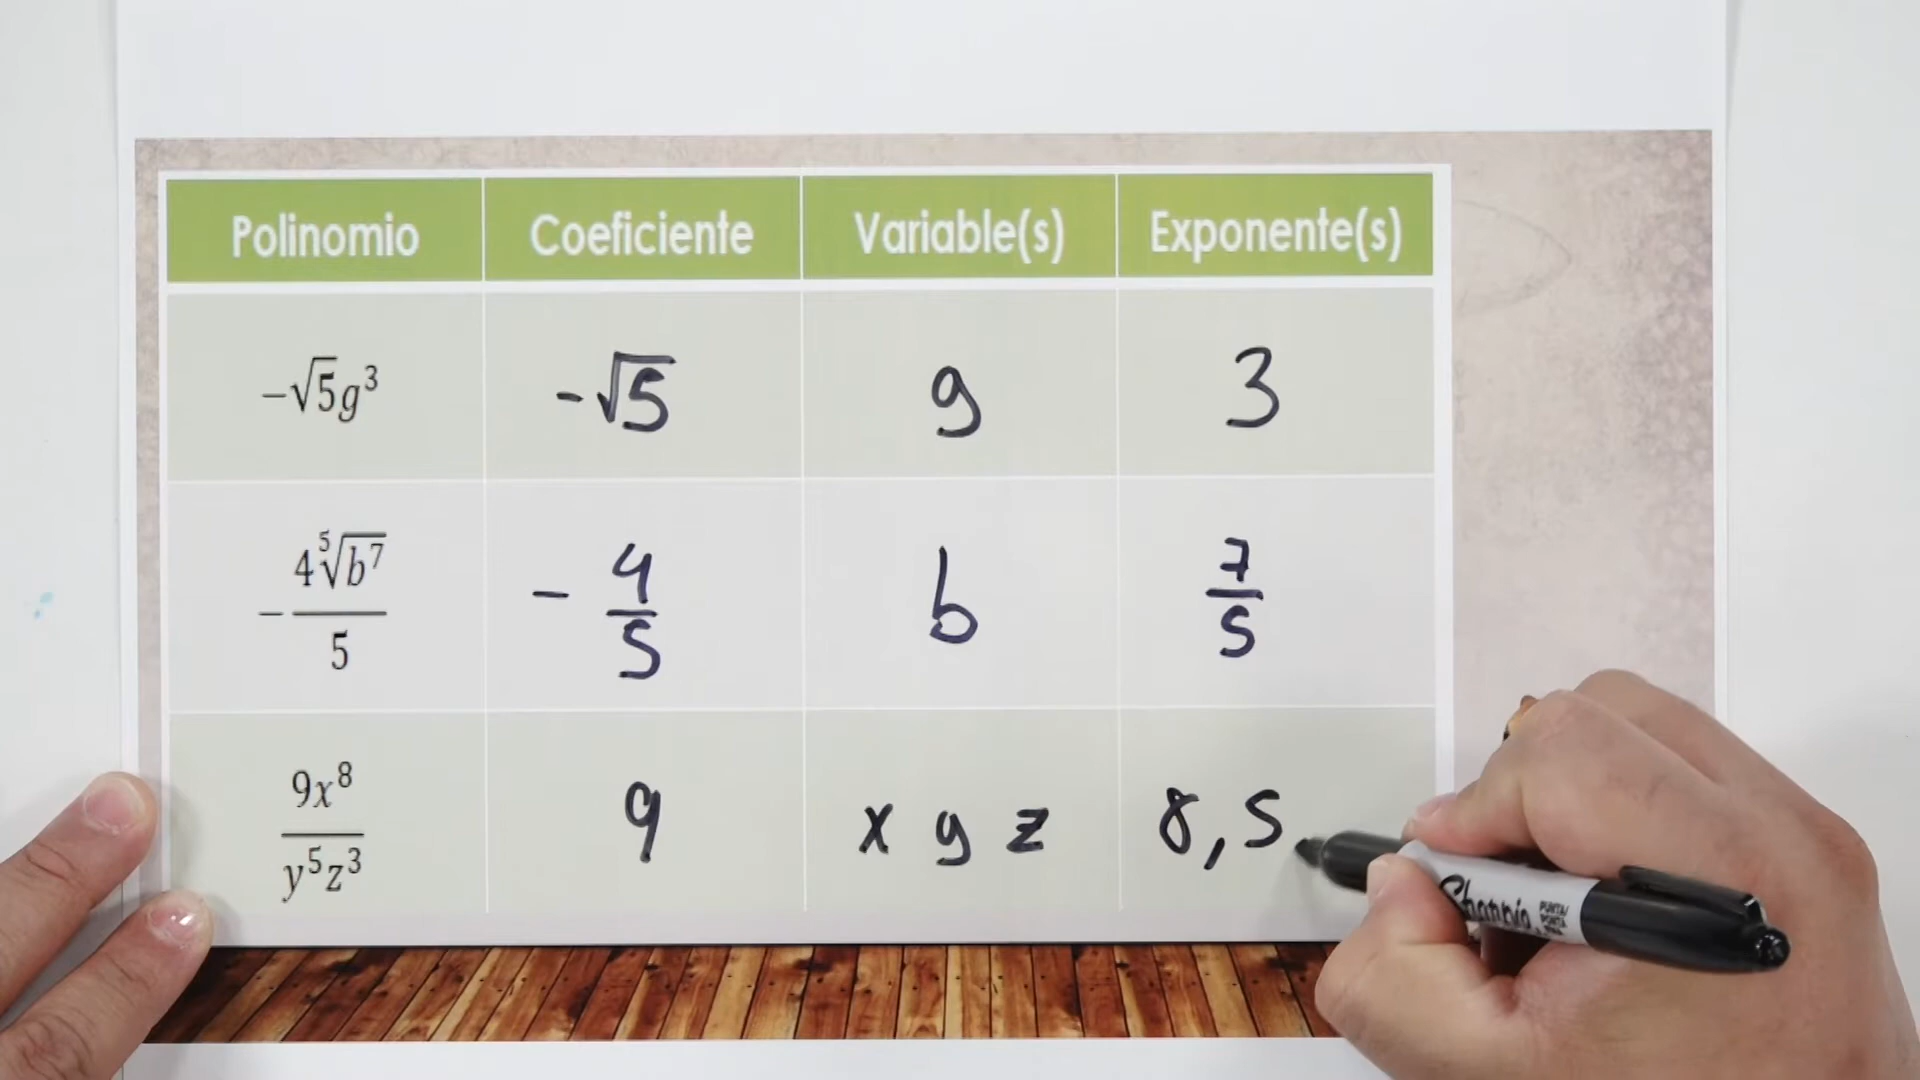 Polinomio Coeficiente Variable(s) Exponente(s)
−√5g³ -√5 g 3
−4⁵√b⁷/5 -4/5 b 7/5
9x⁸/y⁵z³ 9 x y z 8,5
Sharpie